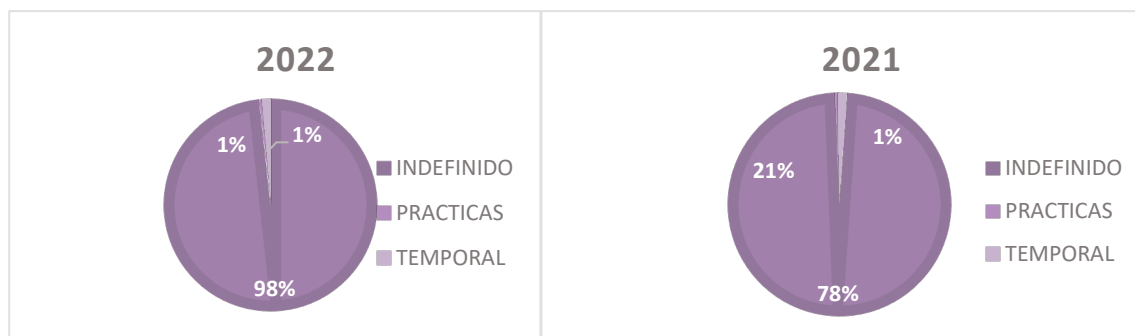 2022
1%
1%
98%
INDEFINIDO
PRACTICAS
TEMPORAL
2021
1%
21%
78%
INDEFINIDO
PRACTICAS
TEMPORAL